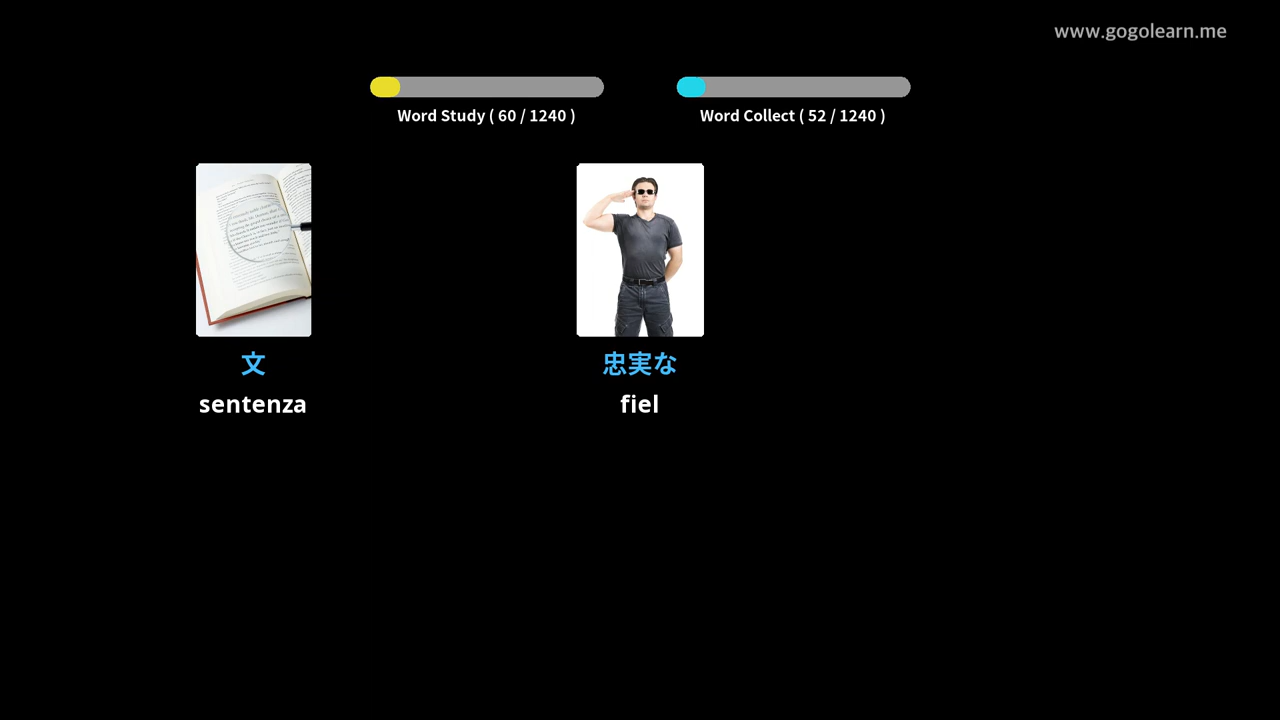 www.gogolearn.me
Word Study ( 60 / 1240 )
Word Collect ( 52 / 1240 )
文
sentenza
忠実な
fiel